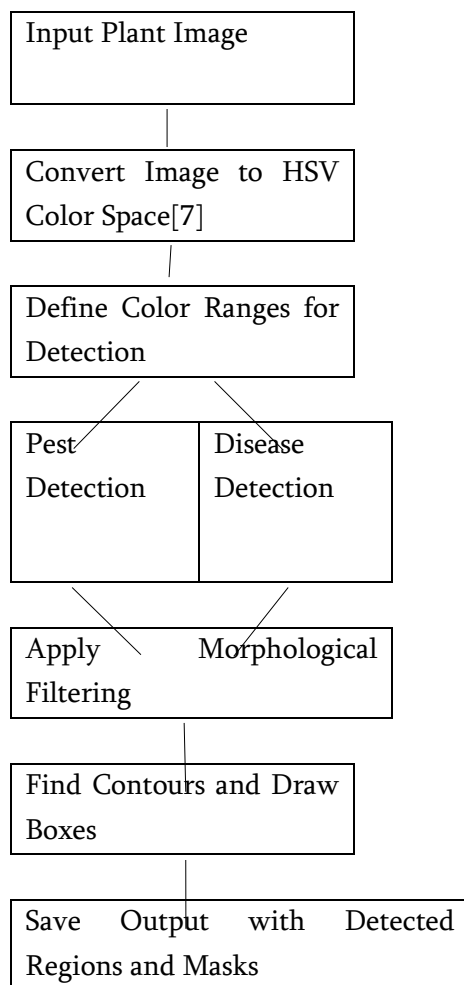 Input Plant Image
Convert Image to HSV
Color Space[7]
Define Color Ranges for
Detection
Pest
Detection
Disease
Detection
Apply Morphological
Filtering
Find Contours and Draw
Boxes
Save Output with Detected
Regions and Masks